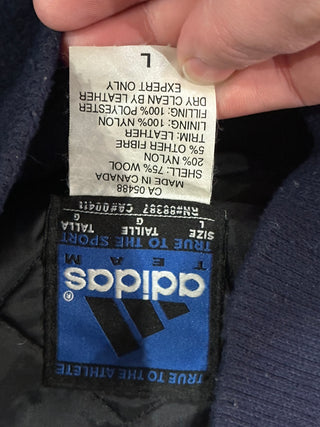 TRUE TO THE ATHLETE
adidas®
TEAM
TRUE TO THE SPORT
SIZE TAILLE TALLA
L G G
RN#88387 CA#00411
CA 05488
MADE IN CANADA
SHELL: 75% WOOL
20% NYLON
5% OTHER FIBRE
TRIM: LEATHER
LINING: 100% NYLON
FILLING: 100% POLYESTER
DRY CLEAN BY LEATHER
EXPERT ONLY
L